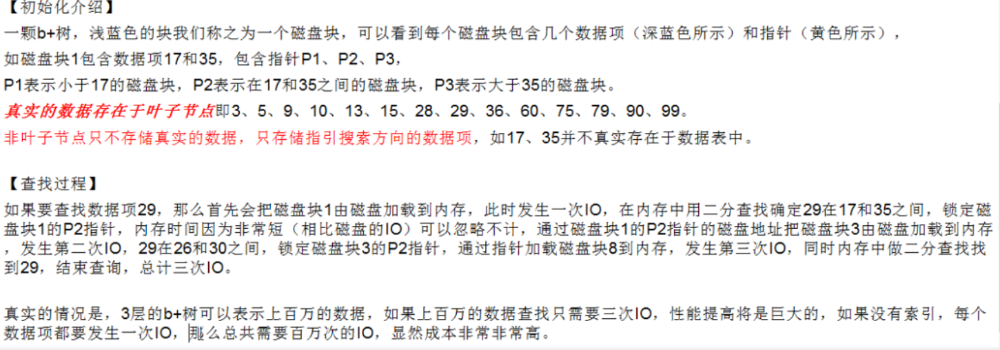 【初始化介绍】
一颗b+树，浅蓝色的块我们称之为一个磁盘块，可以看到每个磁盘块包含几个数据项（深蓝色所示）和指针（黄色所示），
如磁盘块1包含数据项17和35，包含指针P1、P2、P3，
P1表示小于17的磁盘块，P2表示在17和35之间的磁盘块，P3表示大于35的磁盘块。
真实的数据存在于叶子节点即3、5、9、10、13、15、28、29、36、60、75、79、90、99。
非叶子节点只不存储真实的数据，只存储指引搜索方向的数据项，如17、35并不真实存在于数据表中。
【查找过程】
如果要查找数据项29，那么首先会把磁盘块1由磁盘加载到内存，此时发生一次IO，在内存中用二分查找确定29在17和35之间，锁定磁
盘块1的P2指针，内存时间因为非常短（相比磁盘的IO）可以忽略不计，通过磁盘块1的P2指针的磁盘地址把磁盘块3由磁盘加载到内存
，发生第二次IO，29在26和30之间，锁定磁盘块3的P2指针，通过指针加载磁盘块8到内存，发生第三次IO，同时内存中做二分查找找
到29，结束查询，总计三次IO。
真实的情况是，3层的b+树可以表示上百万的数据，如果上百万的数据查找只需要三次IO，性能提高将是巨大的，如果没有索引，每个
数据项都要发生一次IO，那么总共需要百万次的IO，显然成本非常非常高。